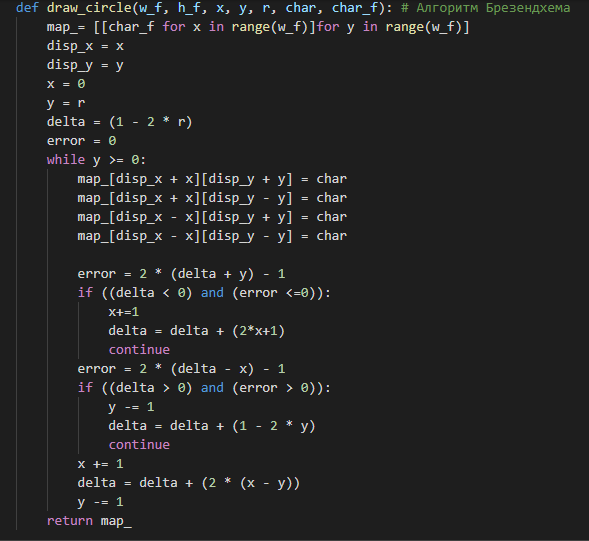 def draw_circle(w_f, h_f, x, y, r, char, char_f): # Алгоритм Брезендхема
    map_= [[char_f for x in range(w_f)]for y in range(w_f)]
    disp_x = x
    disp_y = y
    x = 0
    y = r
    delta = (1 - 2 * r)
    error = 0
    while y >= 0:
        map_[disp_x + x][disp_y + y] = char
        map_[disp_x + x][disp_y - y] = char
        map_[disp_x - x][disp_y + y] = char
        map_[disp_x - x][disp_y - y] = char

        error = 2 * (delta + y) - 1
        if ((delta < 0) and (error <=0)):
            x+=1
            delta = delta + (2*x+1)
            continue
        error = 2 * (delta - x) - 1
        if ((delta > 0) and (error > 0)):
            y -= 1
            delta = delta + (1 - 2 * y)
            continue
        x += 1
        delta = delta + (2 * (x - y))
        y -= 1
    return map_